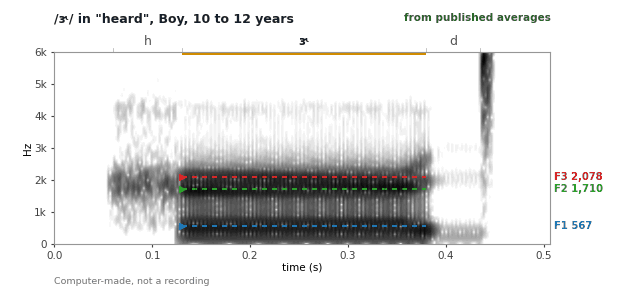 /ɝ/ in "heard", Boy, 10 to 12 years
from published averages
h ɝ d
6k
5k
4k
3k
2k
1k
0
Hz
F3 2,078
F2 1,710
F1 567
0.0 0.1 0.2 0.3 0.4 0.5
time (s)
Computer-made, not a recording